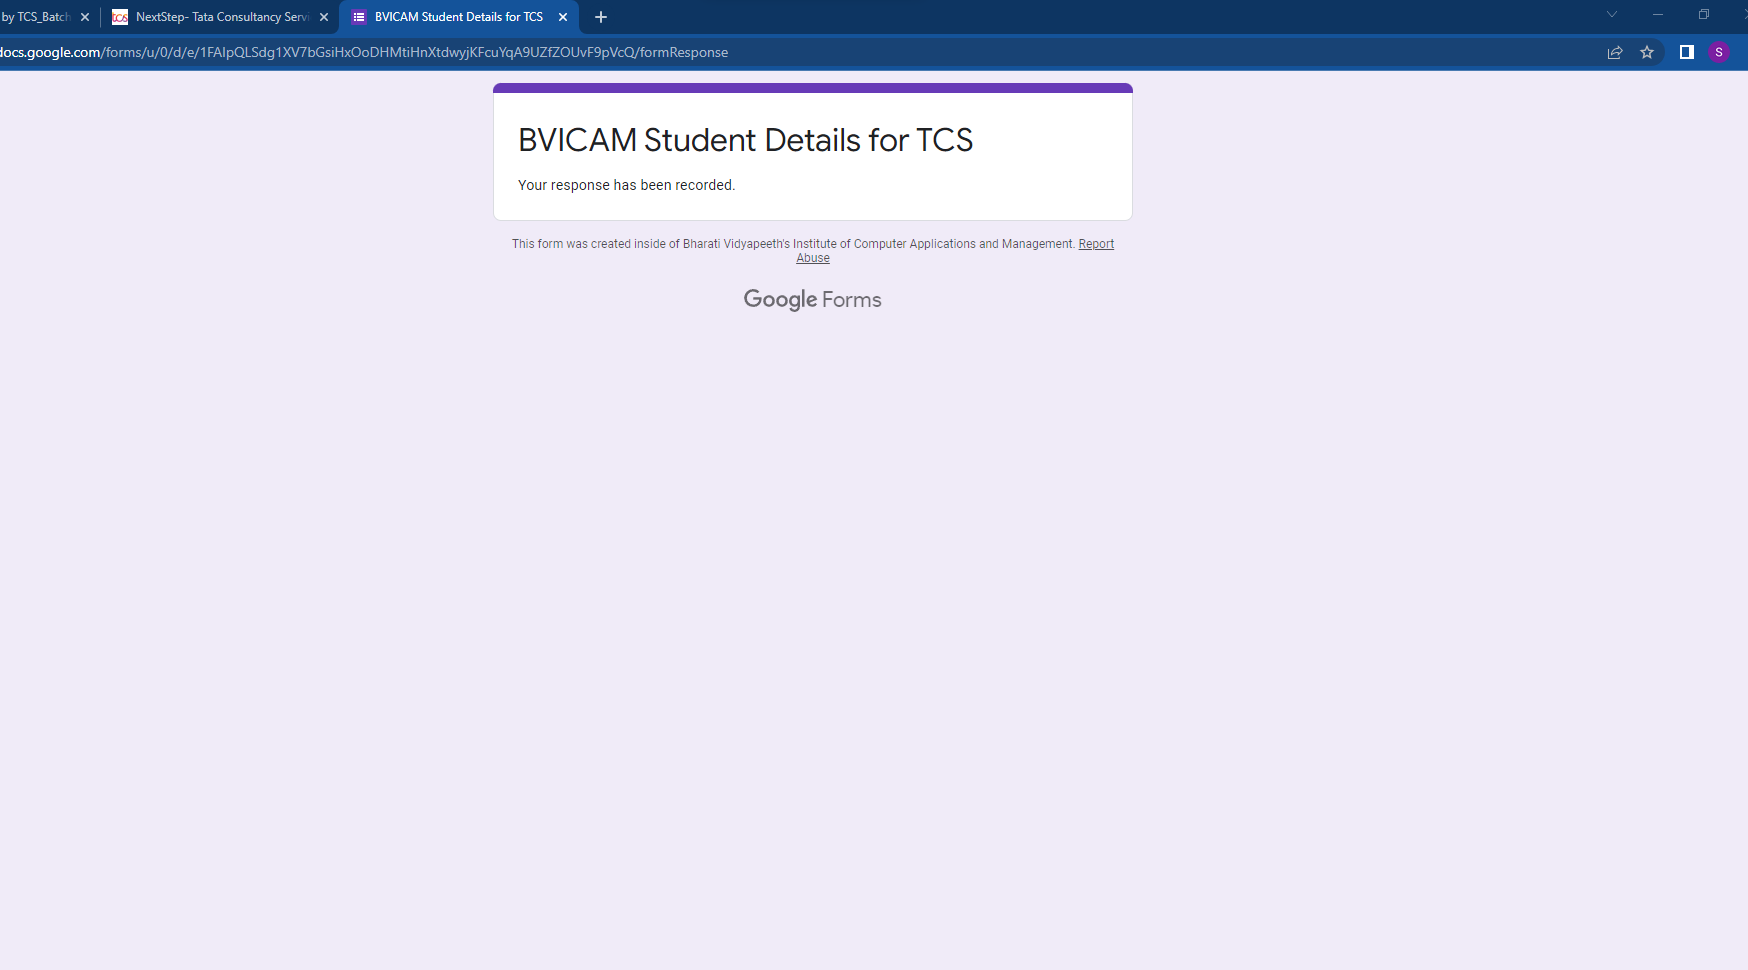 by TCS_Batch
NextStep- Tata Consultancy Servi
BVICAM Student Details for TCS
docs.google.com/forms/u/0/d/e/1FAIpQLSdg1XV7bGsiHxOoDHMtiHnXtdwyjKFcuYqA9UZfZOUvF9pVcQ/formResponse
S
BVICAM Student Details for TCS
Your response has been recorded.
This form was created inside of Bharati Vidyapeeth's Institute of Computer Applications and Management. Report
Abuse
Google Forms